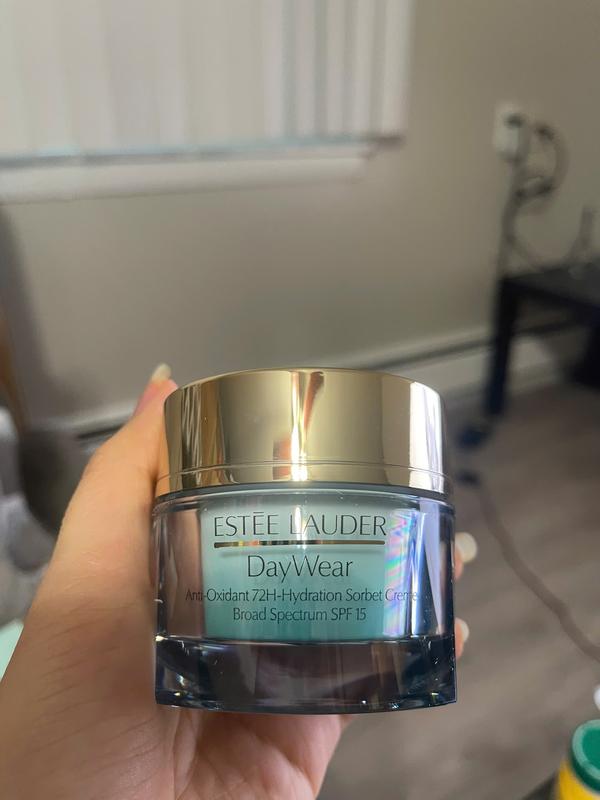 ESTĒE LAUDER
DayWear
Anti-Oxidant 72H-Hydration Sorbet Creme
Broad Spectrum SPF 15